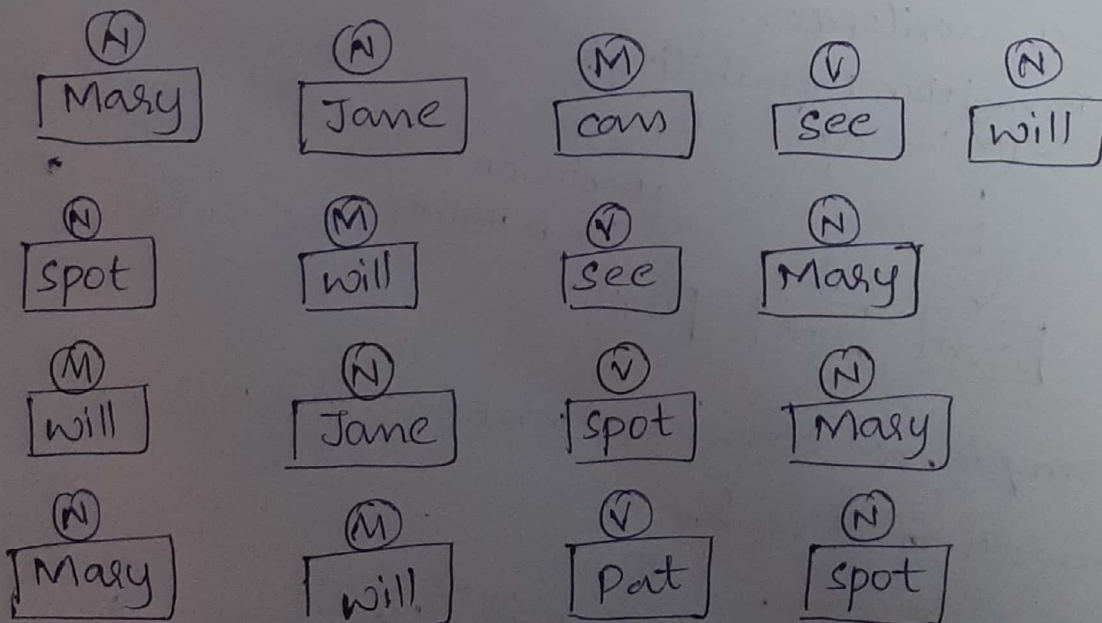 N N M V N
Mary Jane can see will
N M V N
spot will see Mary
M N V N
will Jane spot Mary
N M V N
Mary will Pat spot